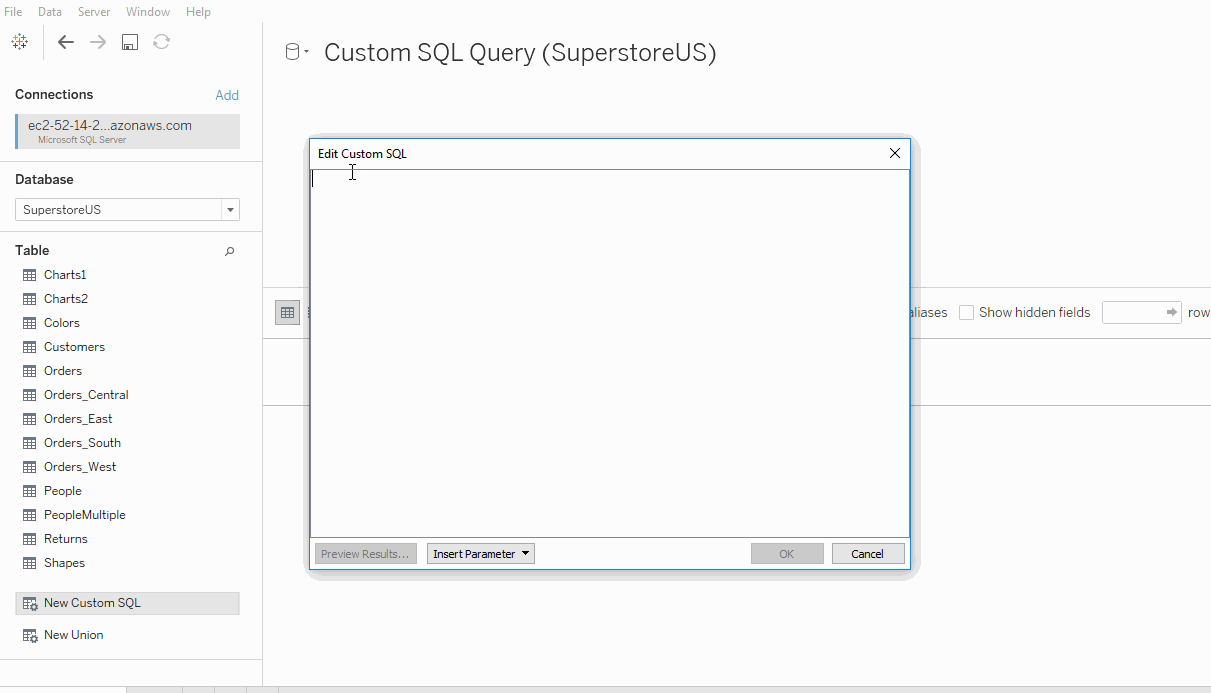 File Data Server Window Help
Custom SQL Query (SuperstoreUS)
Connections Add
ec2-52-14-2...azonaws.com
Microsoft SQL Server
Database
SuperstoreUS
Table
Charts1
Charts2
Colors
Customers
Orders
Orders_Central
Orders_East
Orders_South
Orders_West
People
PeopleMultiple
Returns
Shapes
New Custom SQL
New Union
Edit Custom SQL
Preview Results... Insert Parameter OK Cancel
aliases Show hidden fields row